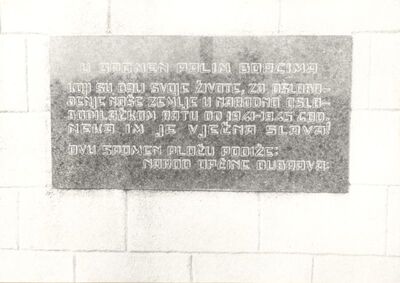 U SPOMEN PALIM BORCIMA
KOJI SU DALI SVOJE ŽIVOTE, ZA OSLOBO-
ĐENJE NAŠE ZEMLJE U NARODNO OSLO-
BODILAČKOM RATU OD 1941-1945 GOD.
NEKA IM JE VJEČNA SLAVA!
OVU SPOMEN PLOČU PODIŽE:
NAROD OPĆINE DUBRAVA.